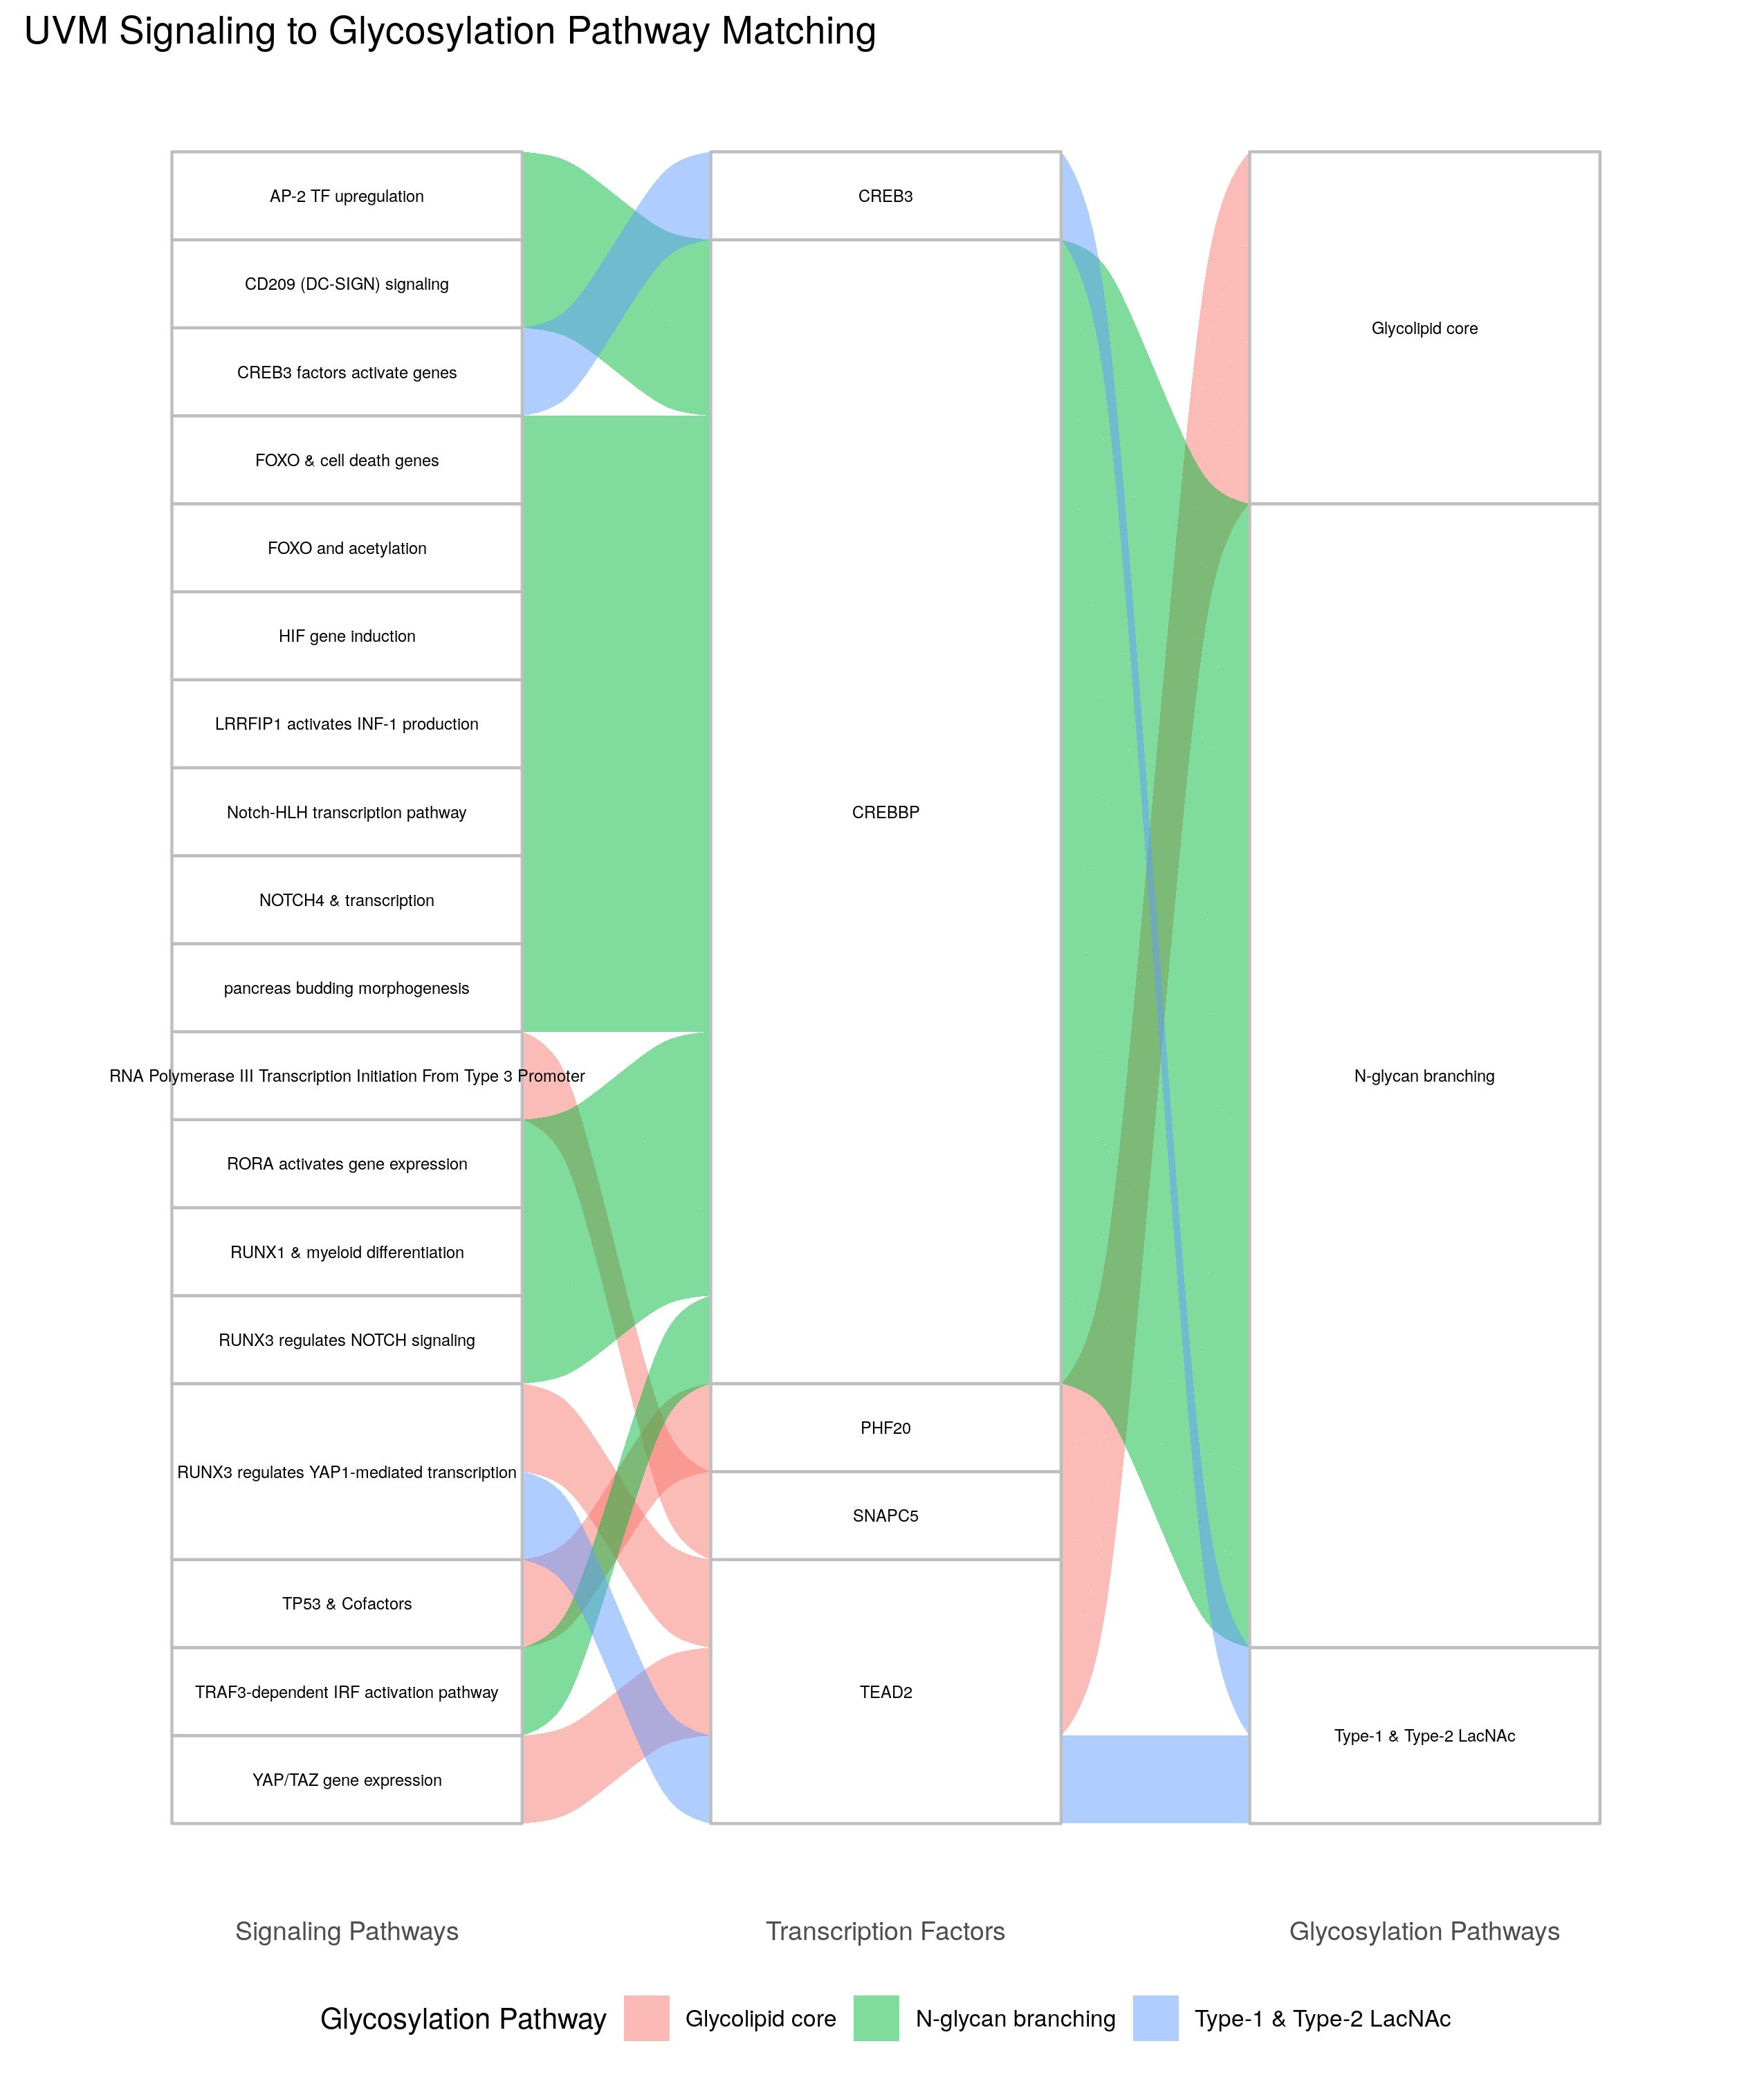 UVM Signaling to Glycosylation Pathway Matching
AP-2 TF upregulation
CD209 (DC-SIGN) signaling
CREB3 factors activate genes
FOXO & cell death genes
FOXO and acetylation
HIF gene induction
LRRFIP1 activates INF-1 production
Notch-HLH transcription pathway
NOTCH4 & transcription
pancreas budding morphogenesis
RNA Polymerase III Transcription Initiation From Type 3 Promoter
RORA activates gene expression
RUNX1 & myeloid differentiation
RUNX3 regulates NOTCH signaling
RUNX3 regulates YAP1-mediated transcription
TP53 & Cofactors
TRAF3-dependent IRF activation pathway
YAP/TAZ gene expression
CREB3
CREBBP
PHF20
SNAPC5
TEAD2
Glycolipid core
N-glycan branching
Type-1 & Type-2 LacNAc
Signaling Pathways
Transcription Factors
Glycosylation Pathways
Glycosylation Pathway
Glycolipid core
N-glycan branching
Type-1 & Type-2 LacNAc